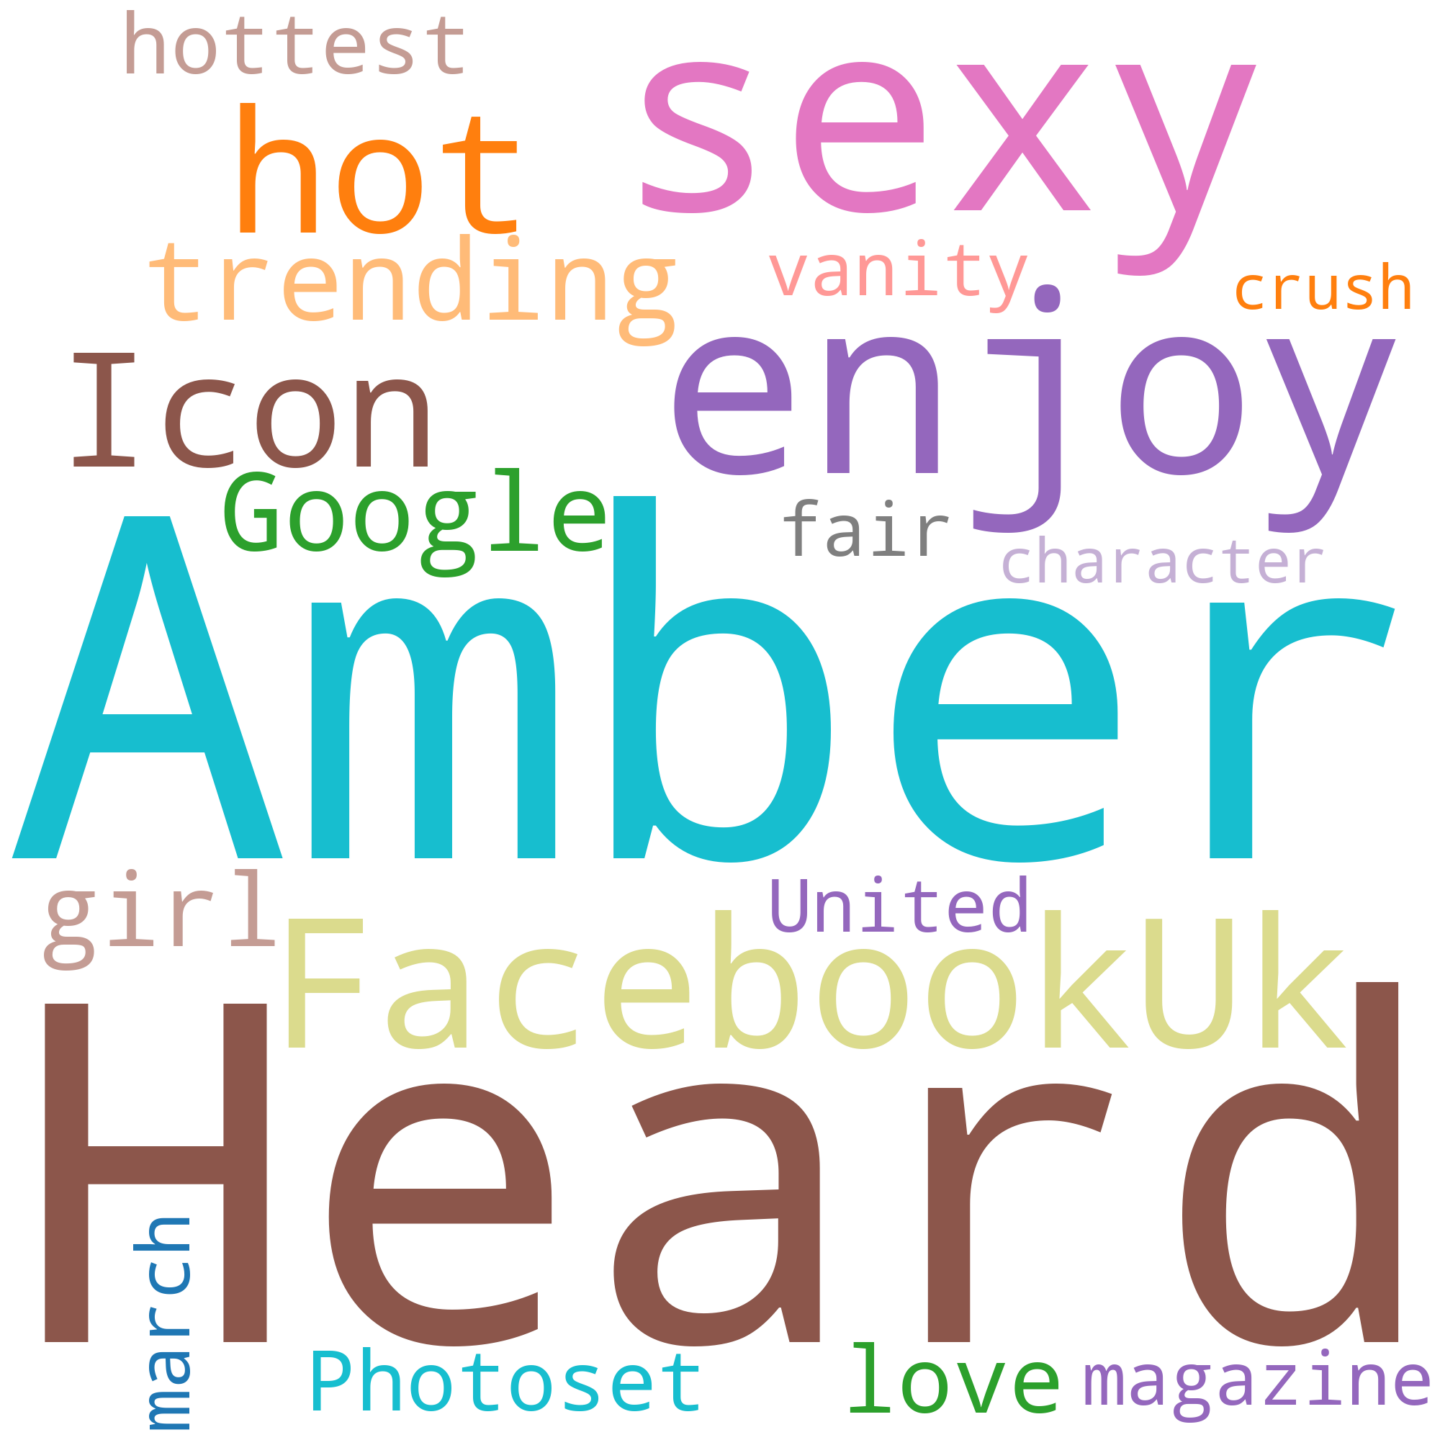 hottest
sexy
hot
trending
vanity
crush
enjoy
Icon
Google
fair
character
Amber
girl
United
FacebookUk
Heard
march
Photoset
love
magazine